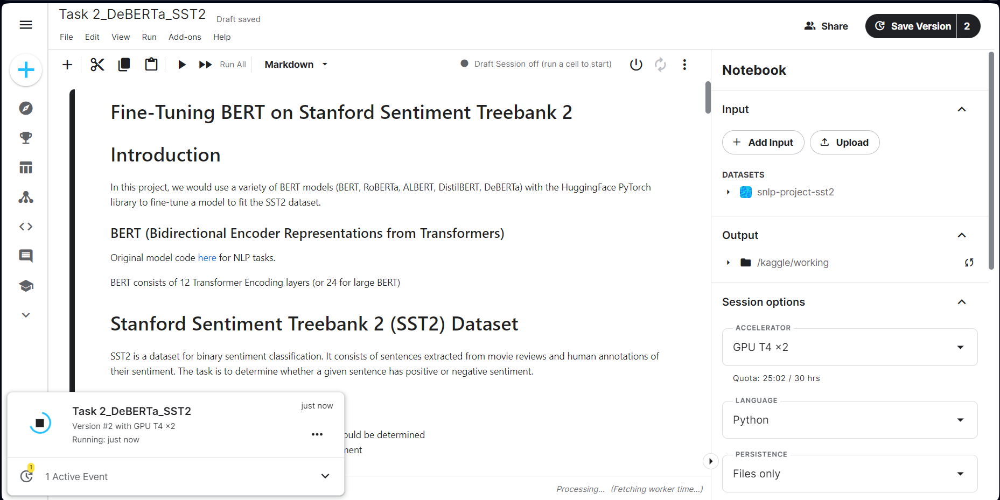 Task 2_DeBERTa_SST2
Draft saved
File Edit View Run Add-ons Help
Share
Save Version 2
Run All
Markdown
Draft Session off (run a cell to start)
Fine-Tuning BERT on Stanford Sentiment Treebank 2
Introduction
In this project, we would use a variety of BERT models (BERT, RoBERTa, ALBERT, DistilBERT, DeBERTa) with the HuggingFace PyTorch
library to fine-tune a model to fit the SST2 dataset.
BERT (Bidirectional Encoder Representations from Transformers)
Original model code here for NLP tasks.
BERT consists of 12 Transformer Encoding layers (or 24 for large BERT)
Stanford Sentiment Treebank 2 (SST2) Dataset
SST2 is a dataset for binary sentiment classification. It consists of sentences extracted from movie reviews and human annotations of
their sentiment. The task is to determine whether a given sentence has positive or negative sentiment.
be determined
Task 2_DeBERTa_SST2
just now
Version #2 with GPU T4 ×2
Running: just now
1
1 Active Event
Processing... (Fetching worker time...)
Notebook
Input
+ Add Input
Upload
DATASETS
snlp-project-sst2
Output
/kaggle/working
Session options
ACCELERATOR
GPU T4 ×2
Quota: 25:02 / 30 hrs
LANGUAGE
Python
PERSISTENCE
Files only